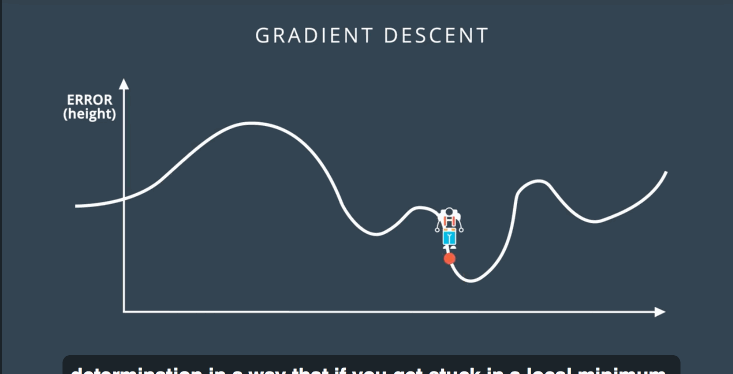 GRADIENT DESCENT
ERROR
(height)
determination in a way that if you get stuck in a local minimum